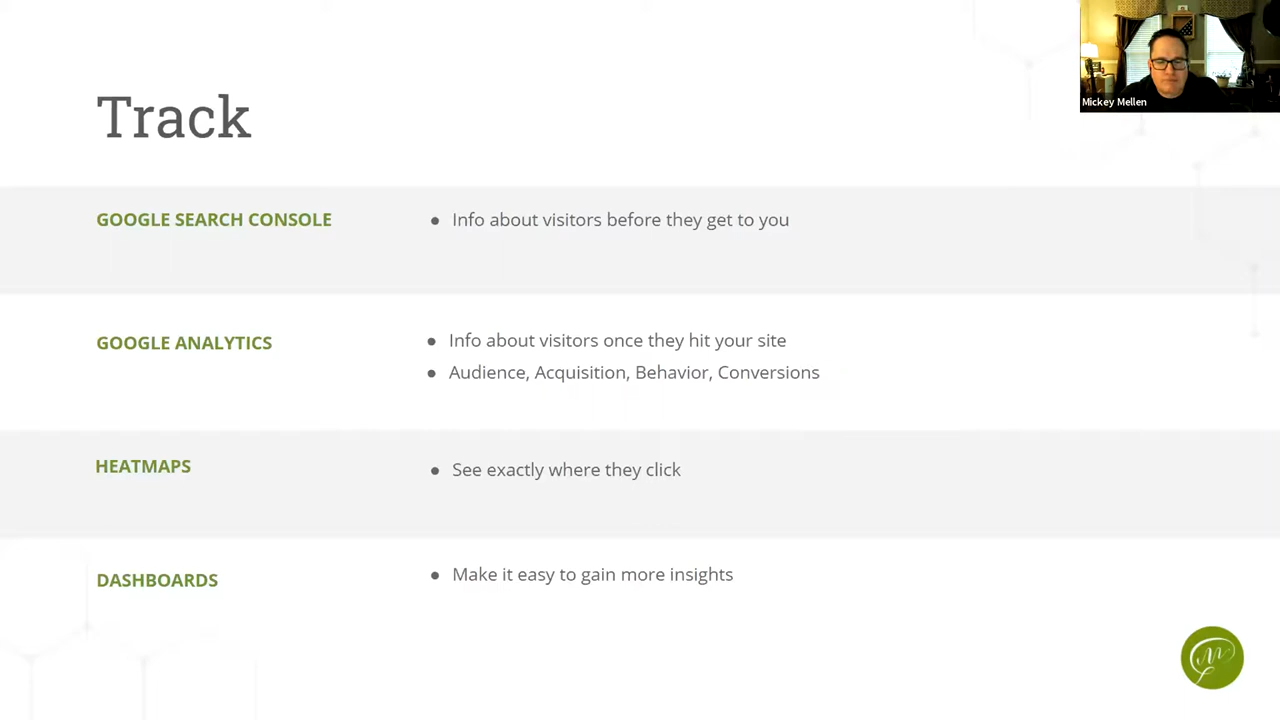 Mickey Mellen
Track
GOOGLE SEARCH CONSOLE
● Info about visitors before they get to you
GOOGLE ANALYTICS
● Info about visitors once they hit your site
● Audience, Acquisition, Behavior, Conversions
HEATMAPS
● See exactly where they click
DASHBOARDS
● Make it easy to gain more insights